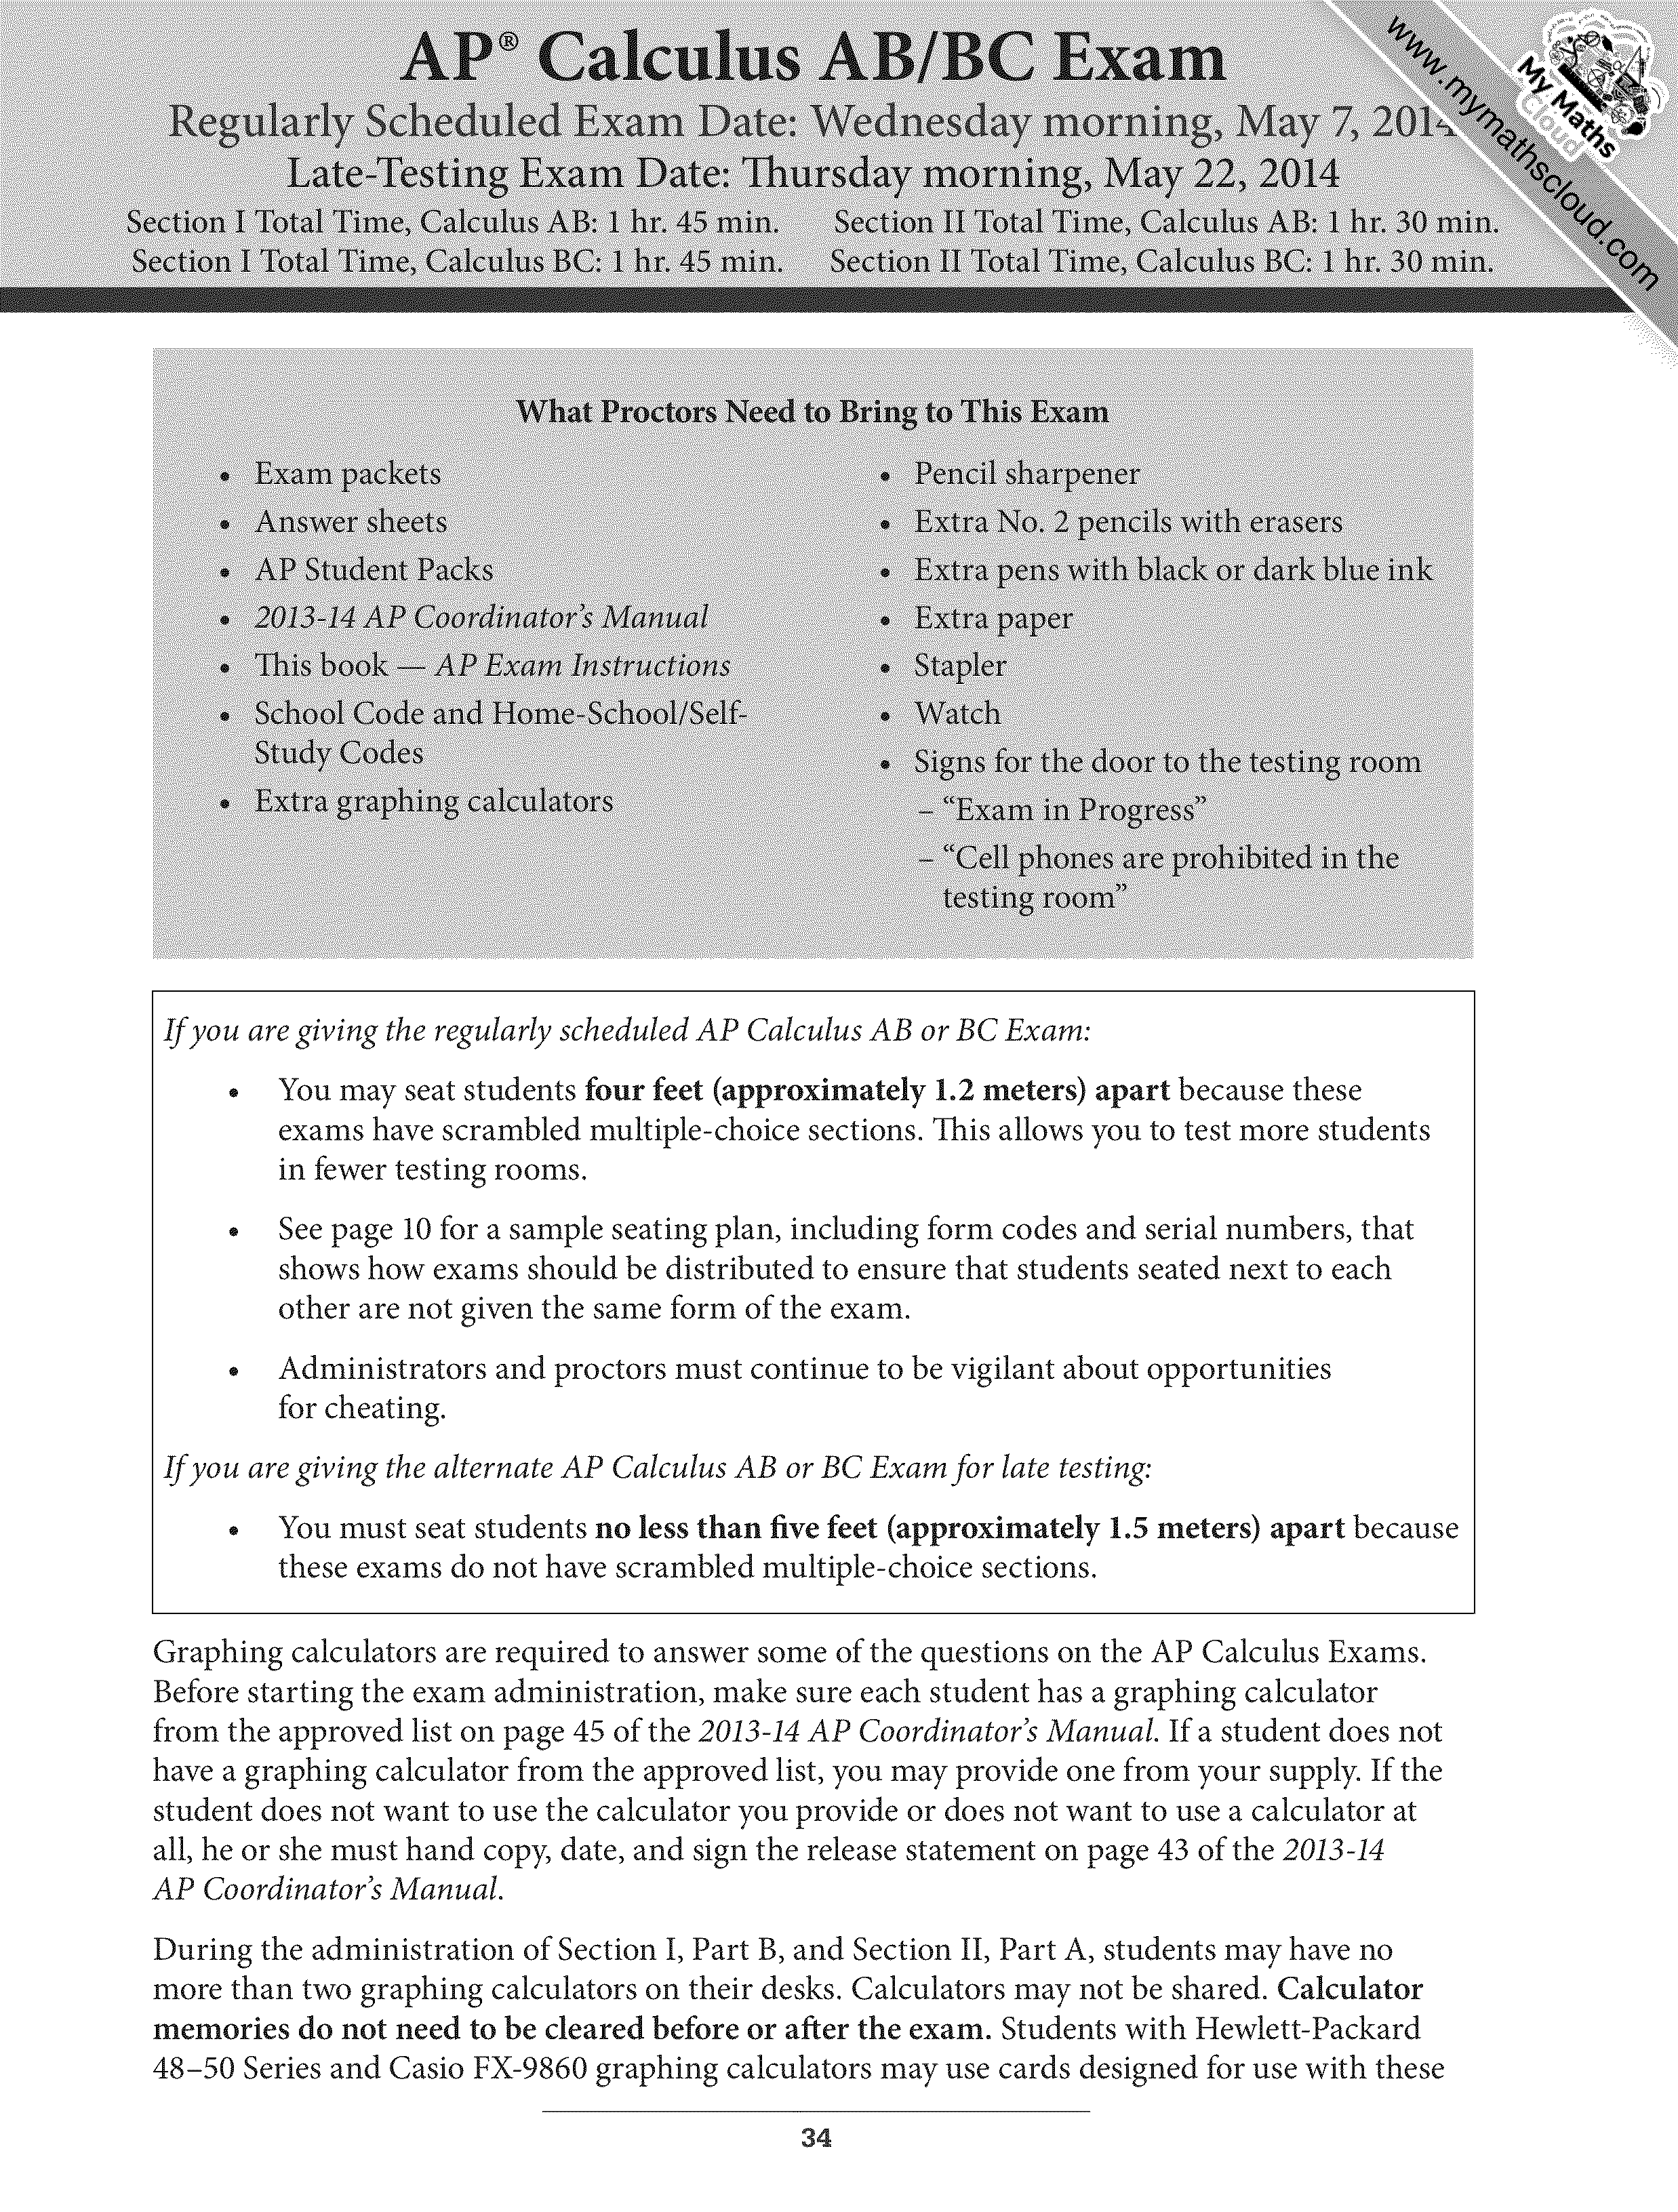 AP® Calculus AB/BC Exam
Regularly Scheduled Exam Date: Wednesday morning, May 7, 2014
Late-Testing Exam Date: Thursday morning, May 22, 2014
Section I Total Time, Calculus AB: 1 hr. 45 min. Section II Total Time, Calculus AB: 1 hr. 30 min.
Section I Total Time, Calculus BC: 1 hr. 45 min. Section II Total Time, Calculus BC: 1 hr. 30 min.
www.mymathscloud.com
My Maths
Cloud
What Proctors Need to Bring to This Exam
• Exam packets
• Answer sheets
• AP Student Packs
• 2013-14 AP Coordinator’s Manual
• This book — AP Exam Instructions
• School Code and Home-School/Self-
Study Codes
• Extra graphing calculators
• Pencil sharpener
• Extra No. 2 pencils with erasers
• Extra pens with black or dark blue ink
• Extra paper
• Stapler
• Watch
• Signs for the door to the testing room
– “Exam in Progress”
– “Cell phones are prohibited in the
testing room”
If you are giving the regularly scheduled AP Calculus AB or BC Exam:
• You may seat students four feet (approximately 1.2 meters) apart because these
exams have scrambled multiple-choice sections. This allows you to test more students
in fewer testing rooms.
• See page 10 for a sample seating plan, including form codes and serial numbers, that
shows how exams should be distributed to ensure that students seated next to each
other are not given the same form of the exam.
• Administrators and proctors must continue to be vigilant about opportunities
for cheating.
If you are giving the alternate AP Calculus AB or BC Exam for late testing:
• You must seat students no less than five feet (approximately 1.5 meters) apart because
these exams do not have scrambled multiple-choice sections.
Graphing calculators are required to answer some of the questions on the AP Calculus Exams.
Before starting the exam administration, make sure each student has a graphing calculator
from the approved list on page 45 of the 2013-14 AP Coordinator’s Manual. If a student does not
have a graphing calculator from the approved list, you may provide one from your supply. If the
student does not want to use the calculator you provide or does not want to use a calculator at
all, he or she must hand copy, date, and sign the release statement on page 43 of the 2013-14
AP Coordinator’s Manual.
During the administration of Section I, Part B, and Section II, Part A, students may have no
more than two graphing calculators on their desks. Calculators may not be shared. Calculator
memories do not need to be cleared before or after the exam. Students with Hewlett-Packard
48–50 Series and Casio FX-9860 graphing calculators may use cards designed for use with these
34